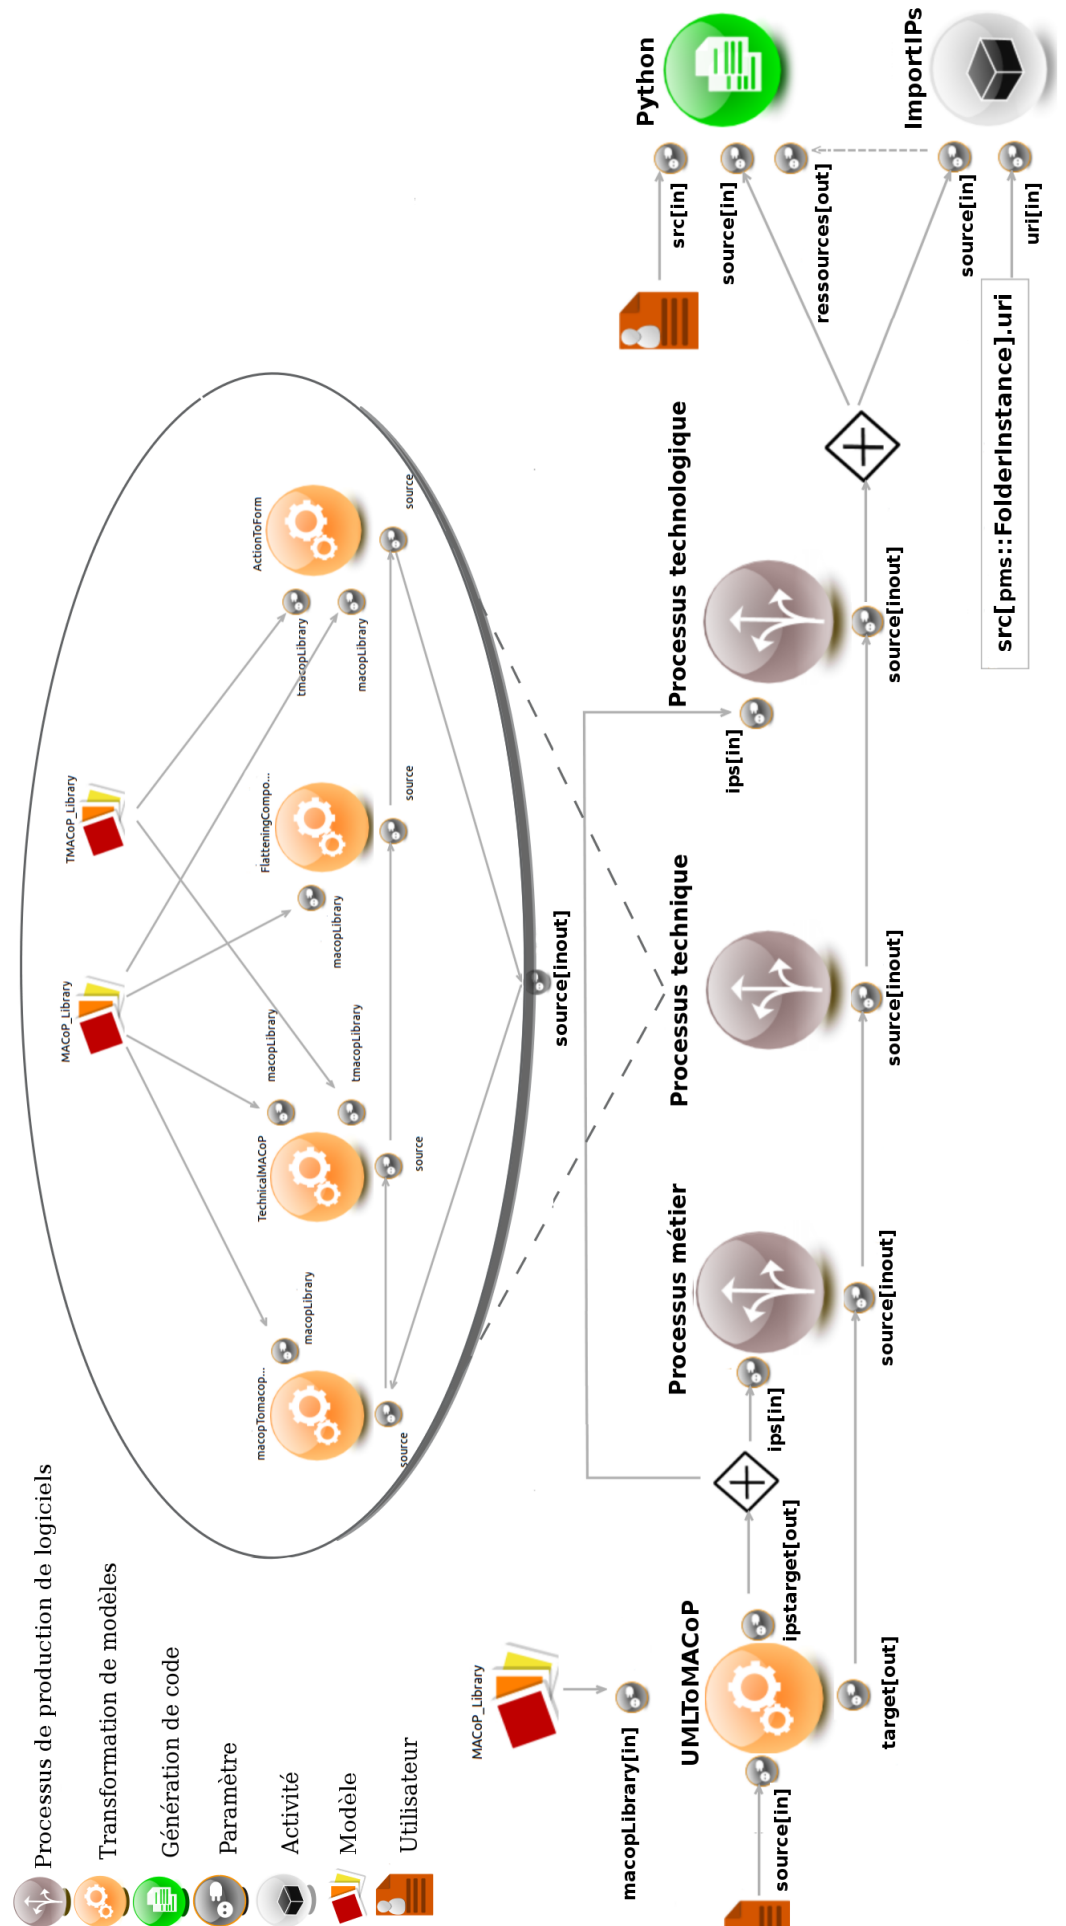 Processus de production de logiciels
Transformation de modèles
Génération de code
Paramètre
Activité
Modèle
Utilisateur
MACoP_Library
TMACoP_Library
macopTomacop...
macopLibrary
source
TechnicalMACoP
macopLibrary
tmacopLibrary
source
FlatteningCompo...
macopLibrary
source
ActionToForm
tmacopLibrary
macopLibrary
source
source[inout]
MACoP_Library
macopLibrary[in]
UMLToMACoP
source[in]
ipstarget[out]
target[out]
Processus métier
ips[in]
source[inout]
Processus technique
source[inout]
Processus technologique
ips[in]
source[inout]
Python
src[in]
source[in]
ressources[out]
ImportIPs
source[in]
uri[in]
src[pms::FolderInstance].uri